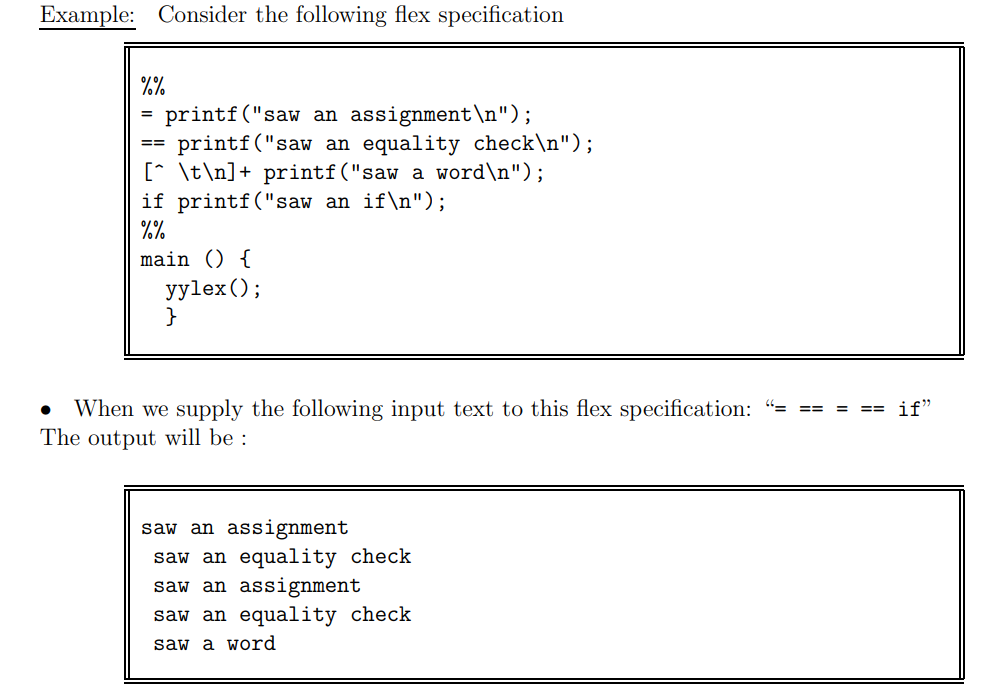 Example: Consider the following flex specification
%%
= printf("saw an assignment\n");
== printf("saw an equality check\n");
[^ \t\n]+ printf("saw a word\n");
if printf("saw an if\n");
%%
main () {
  yylex();
  }
• When we supply the following input text to this flex specification: “= == = == if”
The output will be :
saw an assignment
 saw an equality check
 saw an assignment
 saw an equality check
 saw a word